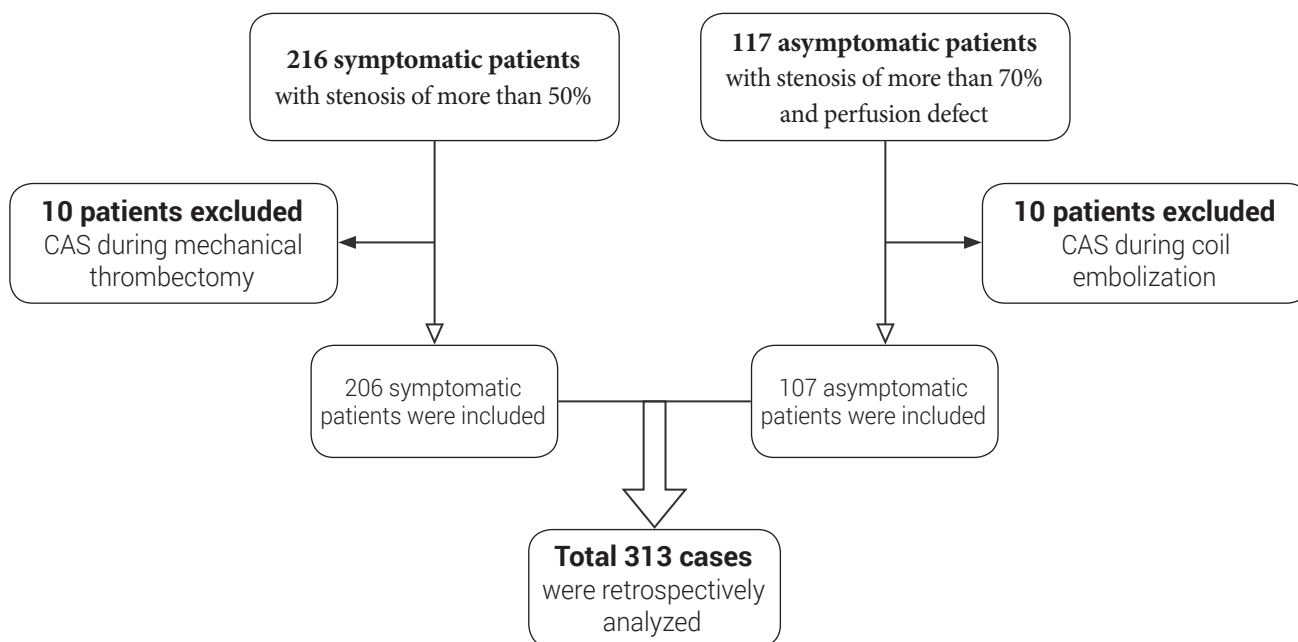 216 symptomatic patients
with stenosis of more than 50%
117 asymptomatic patients
with stenosis of more than 70%
and perfusion defect
10 patients excluded
CAS during mechanical
thrombectomy
10 patients excluded
CAS during coil
embolization
206 symptomatic
patients were included
107 asymptomatic
patients were included
Total 313 cases
were retrospectively
analyzed